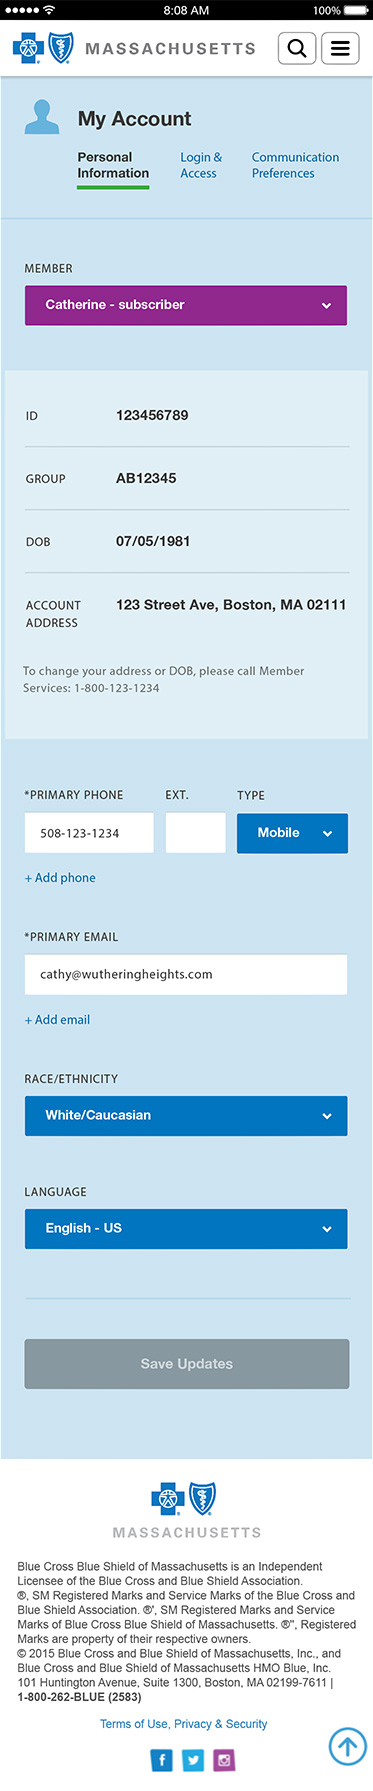 8:08 AM 100%
MASSACHUSETTS
My Account
Personal Information
Login & Access
Communication Preferences
MEMBER
Catherine - subscriber
ID 123456789
GROUP AB12345
DOB 07/05/1981
ACCOUNT ADDRESS 123 Street Ave, Boston, MA 02111
To change your address or DOB, please call Member
Services: 1-800-123-1234
*PRIMARY PHONE EXT. TYPE
508-123-1234 Mobile
+ Add phone
*PRIMARY EMAIL
cathy@wutheringheights.com
+ Add email
RACE/ETHNICITY
White/Caucasian
LANGUAGE
English - US
Save Updates
MASSACHUSETTS
Blue Cross Blue Shield of Massachusetts is an Independent
Licensee of the Blue Cross and Blue Shield Association.
®, SM Registered Marks and Service Marks of the Blue Cross and
Blue Shield Association. ®', SM Registered Marks and Service
Marks of Blue Cross Blue Shield of Massachusetts. ®", Registered
Marks are property of their respective owners.
© 2015 Blue Cross and Blue Shield of Massachusetts, Inc., and
Blue Cross and Blue Shield of Massachusetts HMO Blue, Inc.
101 Huntington Avenue, Suite 1300, Boston, MA 02199-7611 |
1-800-262-BLUE (2583)
Terms of Use, Privacy & Security